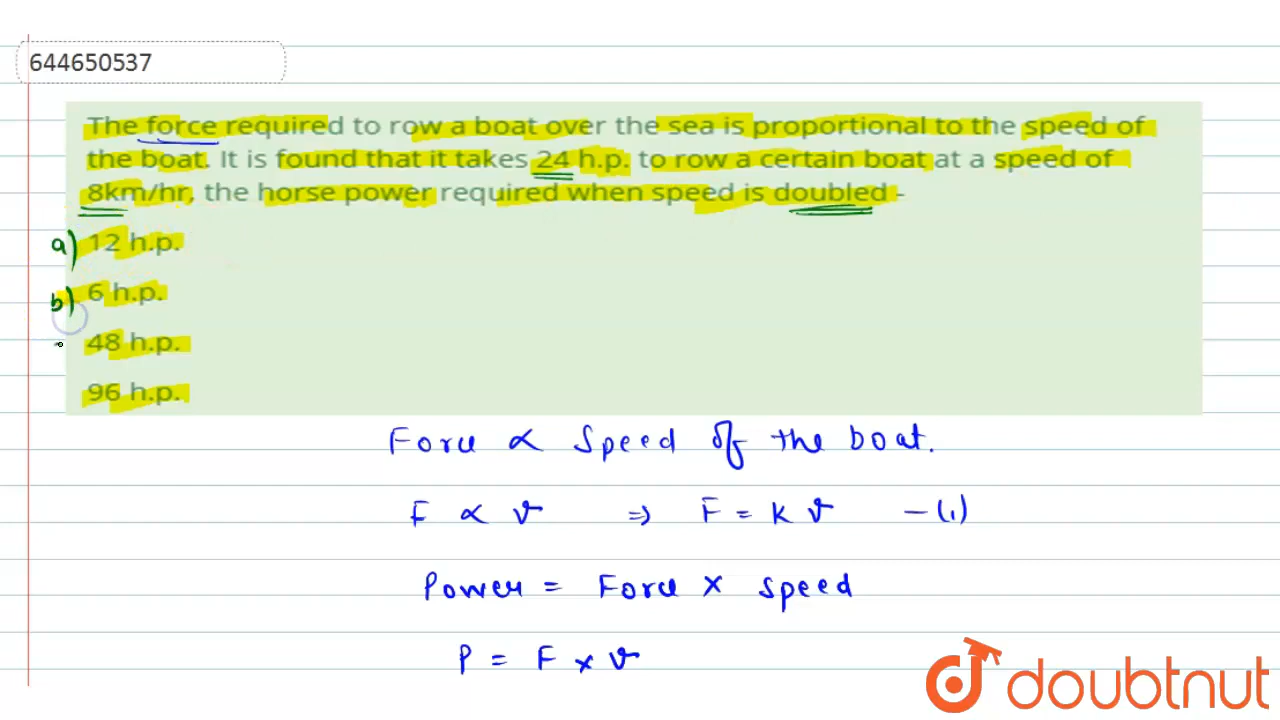 644650537
The force required to row a boat over the sea is proportional to the speed of
the boat. It is found that it takes 24 h.p. to row a certain boat at a speed of
8km/hr, the horse power required when speed is doubled -
a) 12 h.p.
b) 6 h.p.
48 h.p.
96 h.p.
Force ∝ Speed of the boat.
F ∝ v ⇒ F = K v – (1)
Power = Force × speed
P = F × v
doubtnut